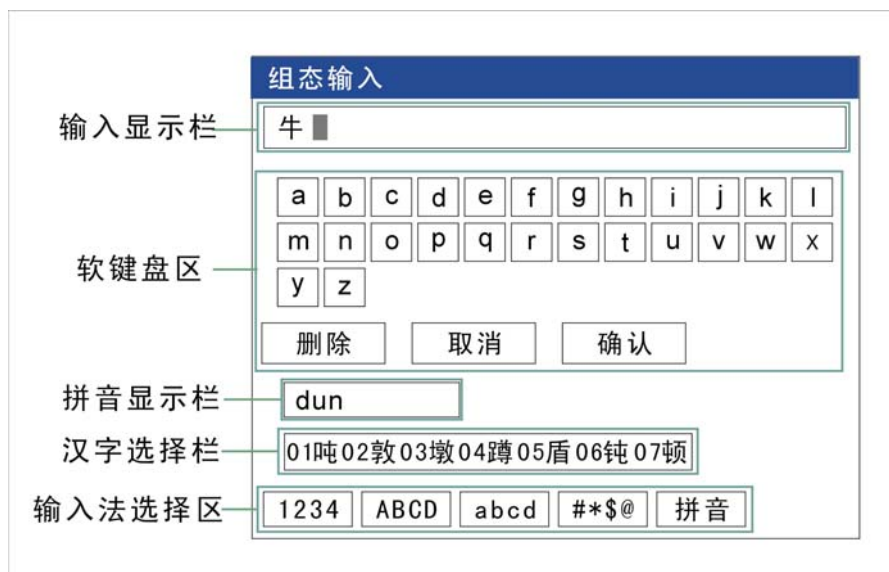 组态输入
输入显示栏
牛
a b c d e f g h i j k l
m n o p q r s t u v w x
软键盘区
y z
删除 取消 确认
拼音显示栏
dun
汉字选择栏
01吨02敦03墩04蹲05盾06钝07顿
输入法选择区
1234 ABCD abcd #*$@ 拼音